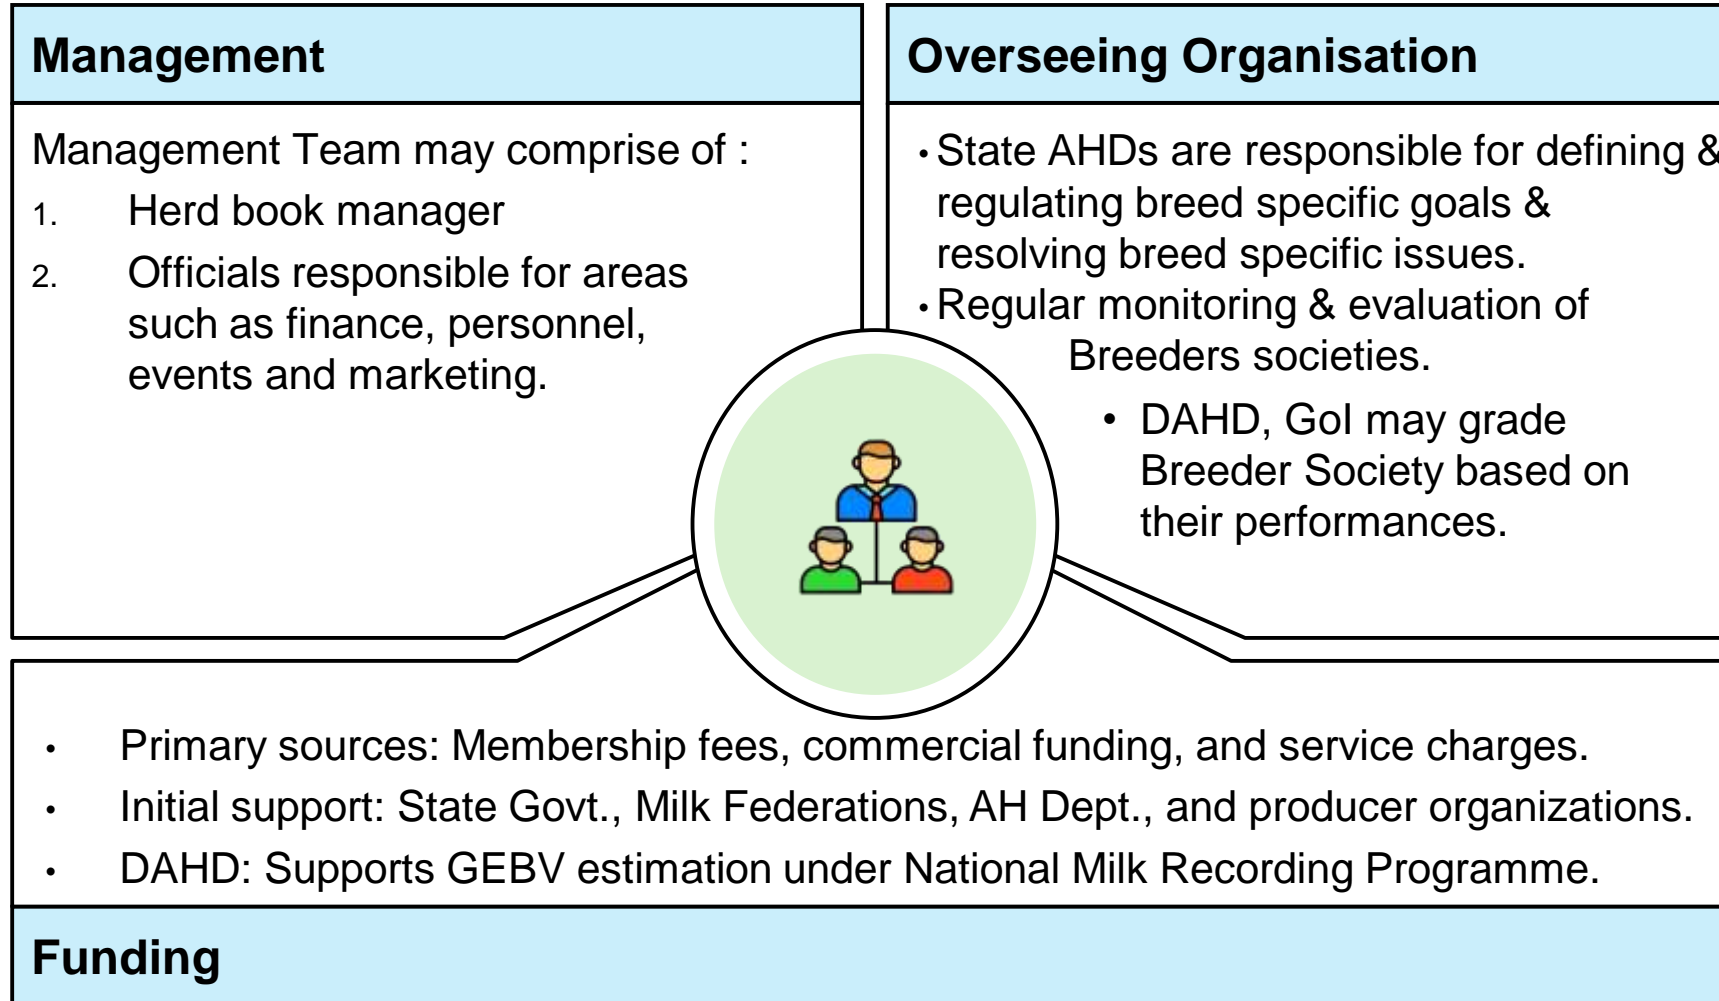 Management
Management Team may comprise of :
1. Herd book manager
2. Officials responsible for areas
such as finance, personnel,
events and marketing.
Overseeing Organisation
• State AHDs are responsible for defining &
regulating breed specific goals &
resolving breed specific issues.
• Regular monitoring & evaluation of
Breeders societies.
• DAHD, GoI may grade
Breeder Society based on
their performances.
• Primary sources: Membership fees, commercial funding, and service charges.
• Initial support: State Govt., Milk Federations, AH Dept., and producer organizations.
• DAHD: Supports GEBV estimation under National Milk Recording Programme.
Funding